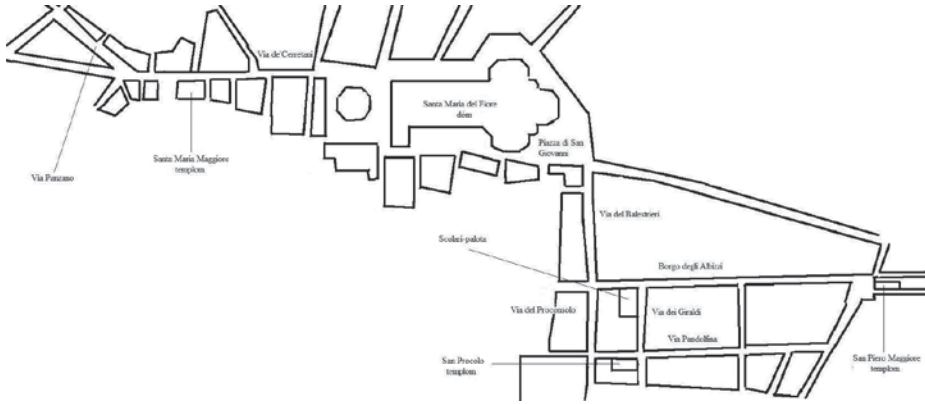 Via de'Cerretani
Santa Maria del Fiore
dóm
Piazza di San
Giovanni
Santa Maria Maggiore
templom
Via Panzano
Via del Balestrieri
Scolari-palota
Borgo degli Albizzi
Via del Proconsolo
Via dei Giraldi
Via Pandolfina
San Procolo
templom
San Piero Maggiore
templom